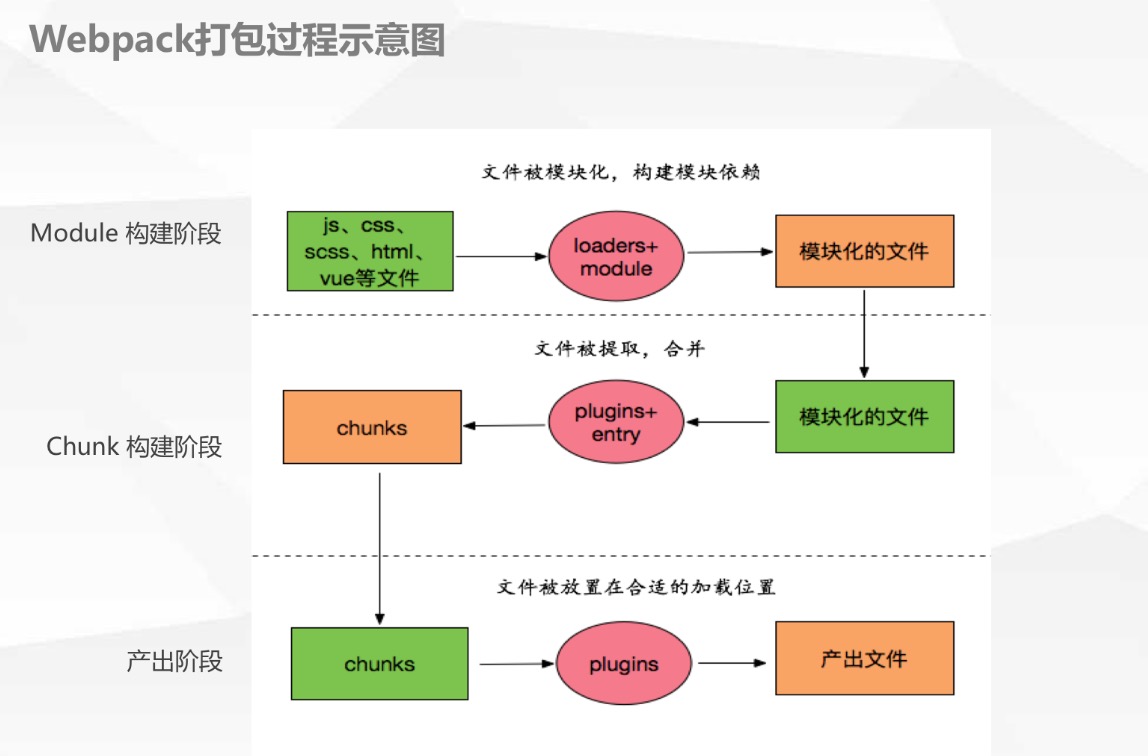 Webpack打包过程示意图
文件被模块化，构建模块依赖
Module 构建阶段
js、css、
scss、html、
vue等文件
loaders+
module
模块化的文件
文件被提取，合并
Chunk 构建阶段
chunks
plugins+
entry
模块化的文件
文件被放置在合适的加载位置
产出阶段
chunks
plugins
产出文件